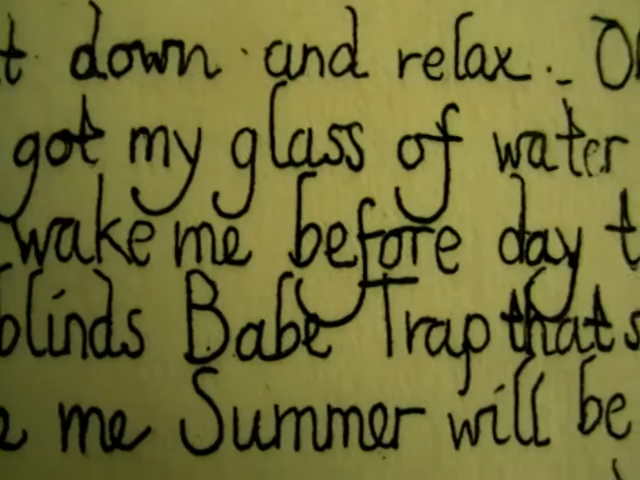 t down and relax. O
got my glass of water
wake me before day t
blinds Babe Trap that s
e me Summer will be